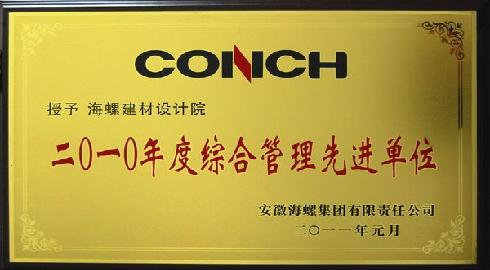 CONCH
授予 海螺建材设计院
二0一0年度综合管理先进单位
安徽海螺集团有限责任公司
二〇一一年元月